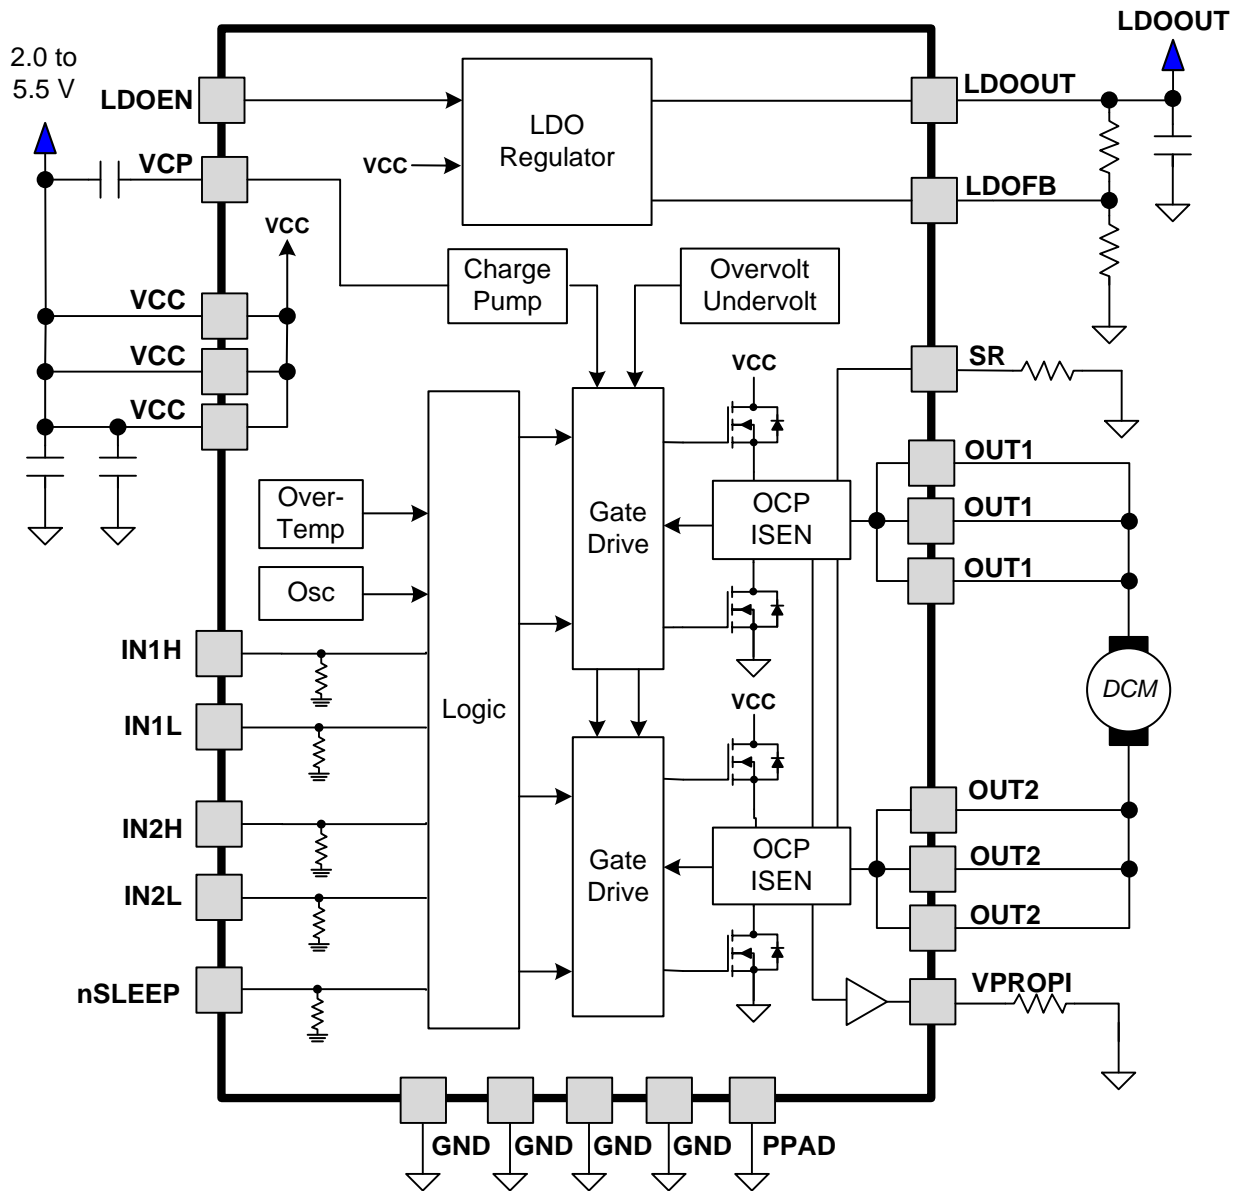 LDOOUT
2.0 to
5.5 V
LDOEN
LDO
Regulator
LDOOUT
VCP
VCC
LDOFB
VCC
Charge
Pump
Overvolt
Undervolt
VCC
VCC
VCC
VCC
SR
OUT1
OUT1
OUT1
Over-
Temp
Osc
Gate
Drive
OCP
ISEN
IN1H
IN1L
IN2H
IN2L
nSLEEP
Logic
VCC
DCM
Gate
Drive
OCP
ISEN
OUT2
OUT2
OUT2
VPROPI
GND
GND
GND
GND
PPAD